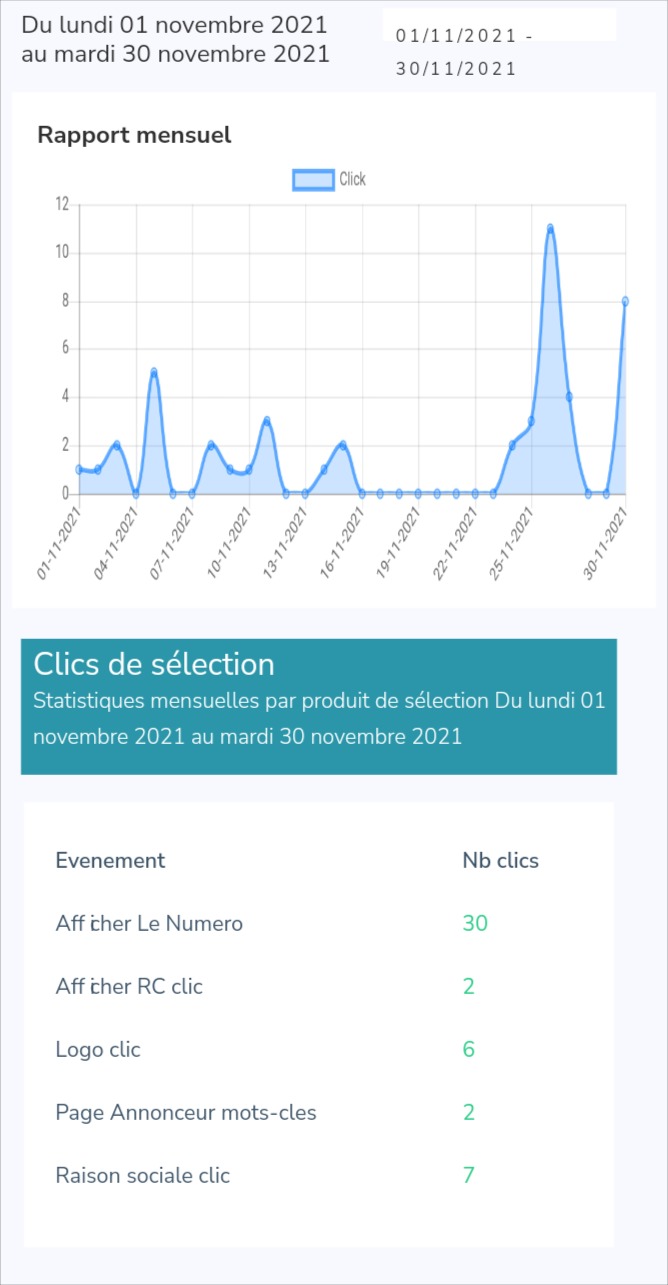 Du lundi 01 novembre 2021
au mardi 30 novembre 2021
01/11/2021 -
30/11/2021
Rapport mensuel
Click
12
10
8
6
4
2
0
01-11-2021
04-11-2021
07-11-2021
10-11-2021
13-11-2021
16-11-2021
19-11-2021
22-11-2021
25-11-2021
30-11-2021
Clics de sélection
Statistiques mensuelles par produit de sélection Du lundi 01
novembre 2021 au mardi 30 novembre 2021
Evenement Nb clics
Afficher Le Numero 30
Afficher RC clic 2
Logo clic 6
Page Annonceur mots-cles 2
Raison sociale clic 7